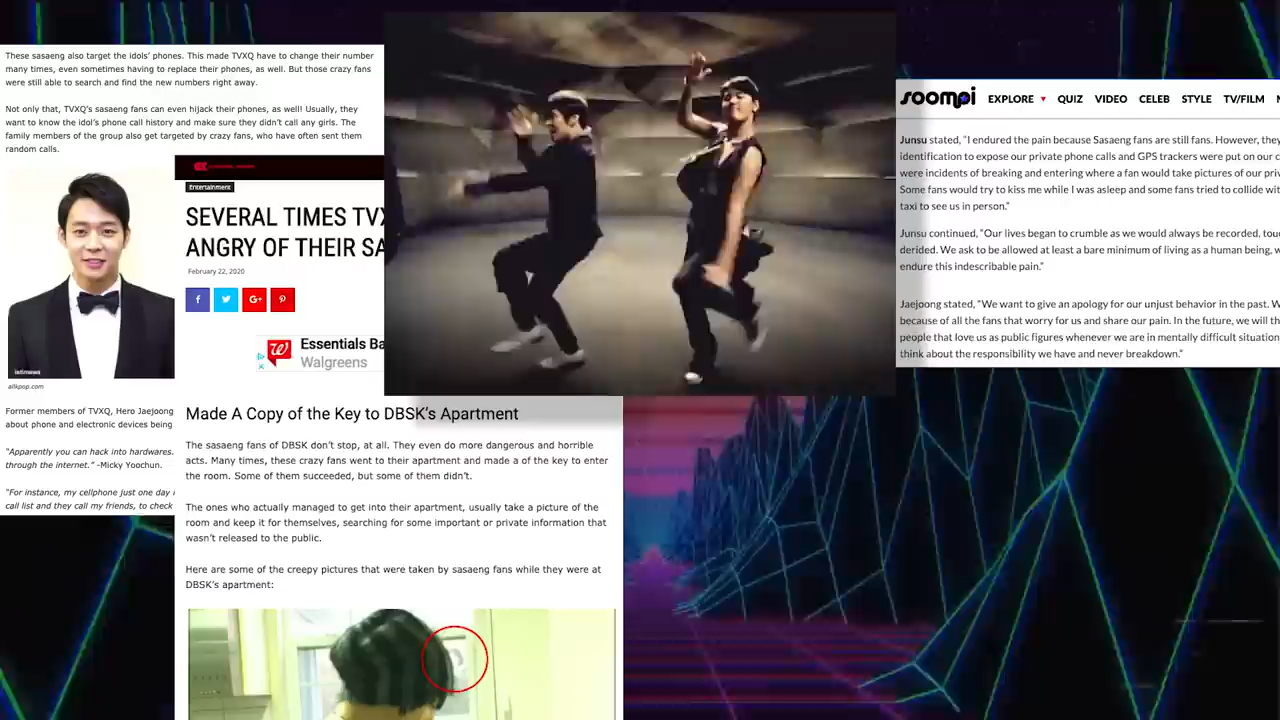 These sasaeng also target the idols' phones. This made TVXQ have to change their number
many times, even sometimes having to replace their phones, as well. But those crazy fans
were still able to search and find the new numbers right away.
Not only that, TVXQ's sasaeng fans can even hijack their phones, as well! Usually, they
want to know the idol's phone call history and make sure they didn't call any girls. The
family members of the group also get targeted by crazy fans, who have often sent them
random calls.
istimewa
allkpop.com
Former members of TVXQ, Hero Jaejoong
about phone and electronic devices being
"Apparently you can hack into hardwares.
through the internet." -Micky Yoochun.
"For instance, my cellphone just one day i
call list and they call my friends, to check
Entertainment
SEVERAL TIMES TVX
ANGRY OF THEIR SA
February 22, 2020
f
G+
Essentials Ba
Walgreens
Made A Copy of the Key to DBSK's Apartment
The sasaeng fans of DBSK don't stop, at all. They even do more dangerous and horrible
acts. Many times, these crazy fans went to their apartment and made a of the key to enter
the room. Some of them succeeded, but some of them didn't.
The ones who actually managed to get into their apartment, usually take a picture of the
room and keep it for themselves, searching for some important or private information that
wasn't released to the public.
Here are some of the creepy pictures that were taken by sasaeng fans while they were at
DBSK's apartment:
soompi EXPLORE QUIZ VIDEO CELEB STYLE TV/FILM M
Junsu stated, "I endured the pain because Sasaeng fans are still fans. However, they
identification to expose our private phone calls and GPS trackers were put on our c
were incidents of breaking and entering where a fan would take pictures of our priv
Some fans would try to kiss me while I was asleep and some fans tried to collide wit
taxi to see us in person."
Junsu continued, "Our lives began to crumble as we would always be recorded, touc
derided. We ask to be allowed at least a bare minimum of living as a human being, w
endure this indescribable pain."
Jaejoong stated, "We want to give an apology for our unjust behavior in the past. W
because of all the fans that worry for us and share our pain. In the future, we will th
people that love us as public figures whenever we are in mentally difficult situation
think about the responsibility we have and never breakdown."